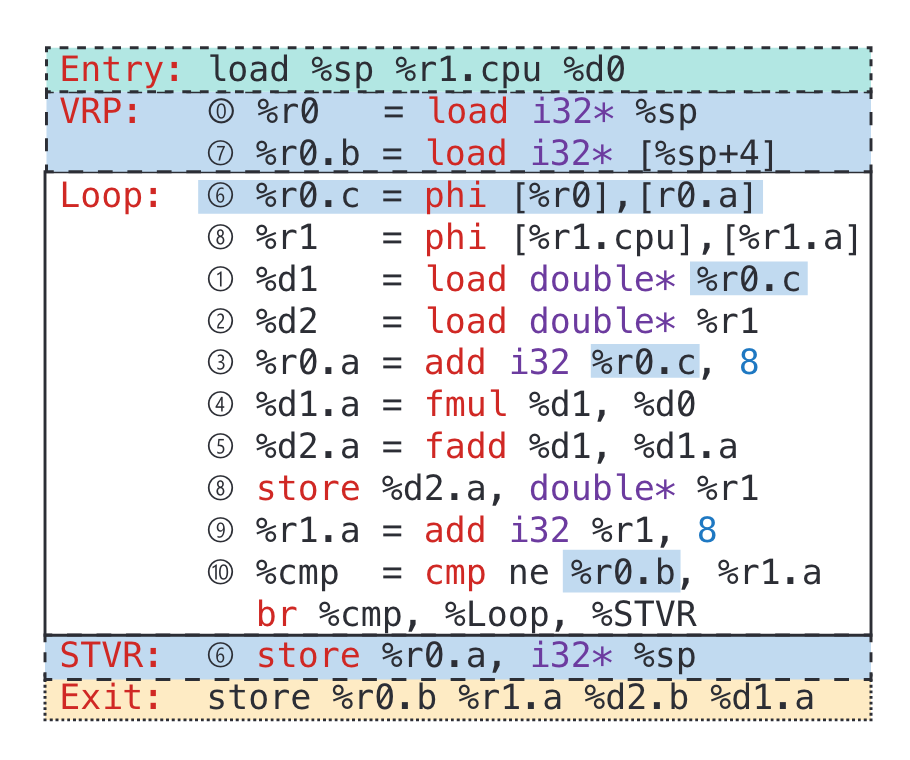 Entry: load %sp %r1.cpu %d0
VRP: ⓪ %r0 = load i32* %sp
⑦ %r0.b = load i32* [%sp+4]
Loop: ⑥ %r0.c = phi [%r0],[r0.a]
⑧ %r1 = phi [%r1.cpu],[%r1.a]
① %d1 = load double* %r0.c
② %d2 = load double* %r1
③ %r0.a = add i32 %r0.c, 8
④ %d1.a = fmul %d1, %d0
⑤ %d2.a = fadd %d1, %d1.a
⑧ store %d2.a, double* %r1
⑨ %r1.a = add i32 %r1, 8
⑩ %cmp = cmp ne %r0.b, %r1.a
br %cmp, %Loop, %STVR
STVR: ⑥ store %r0.a, i32* %sp
Exit: store %r0.b %r1.a %d2.b %d1.a